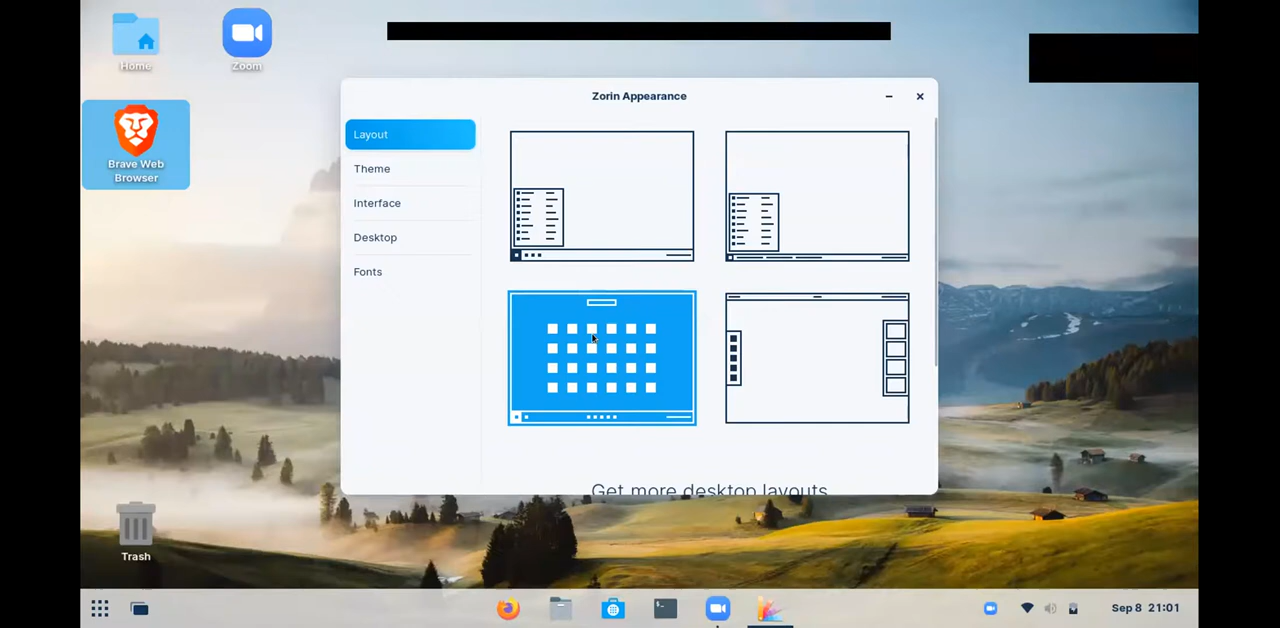 Home
Zoom
Brave Web
Browser
Trash
Zorin Appearance
Layout
Theme
Interface
Desktop
Fonts
Get more desktop layouts
Sep 8 21:01